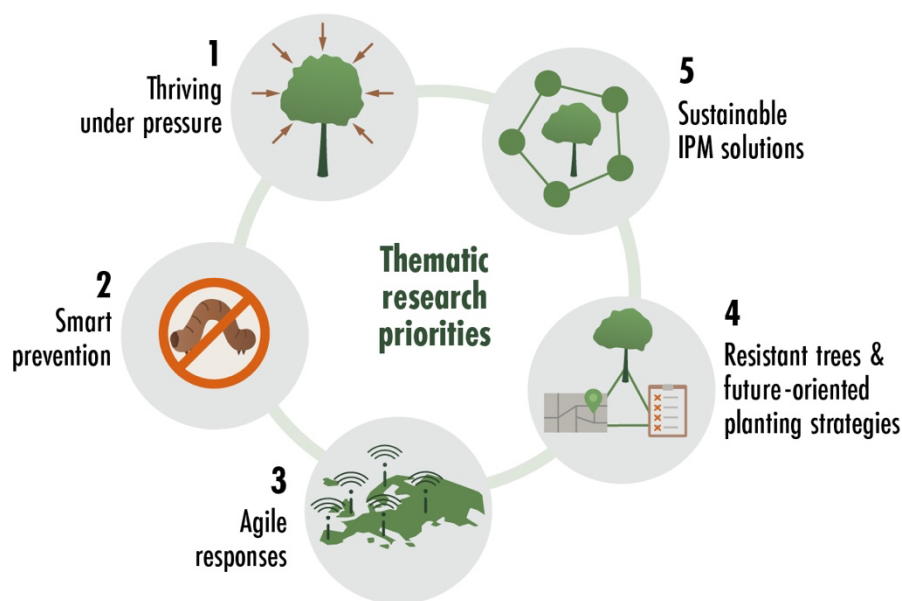 1
Thriving
under pressure
2
Smart
prevention
3
Agile
responses
4
Resistant trees &
future-oriented
planting strategies
5
Sustainable
IPM solutions
Thematic
research
priorities